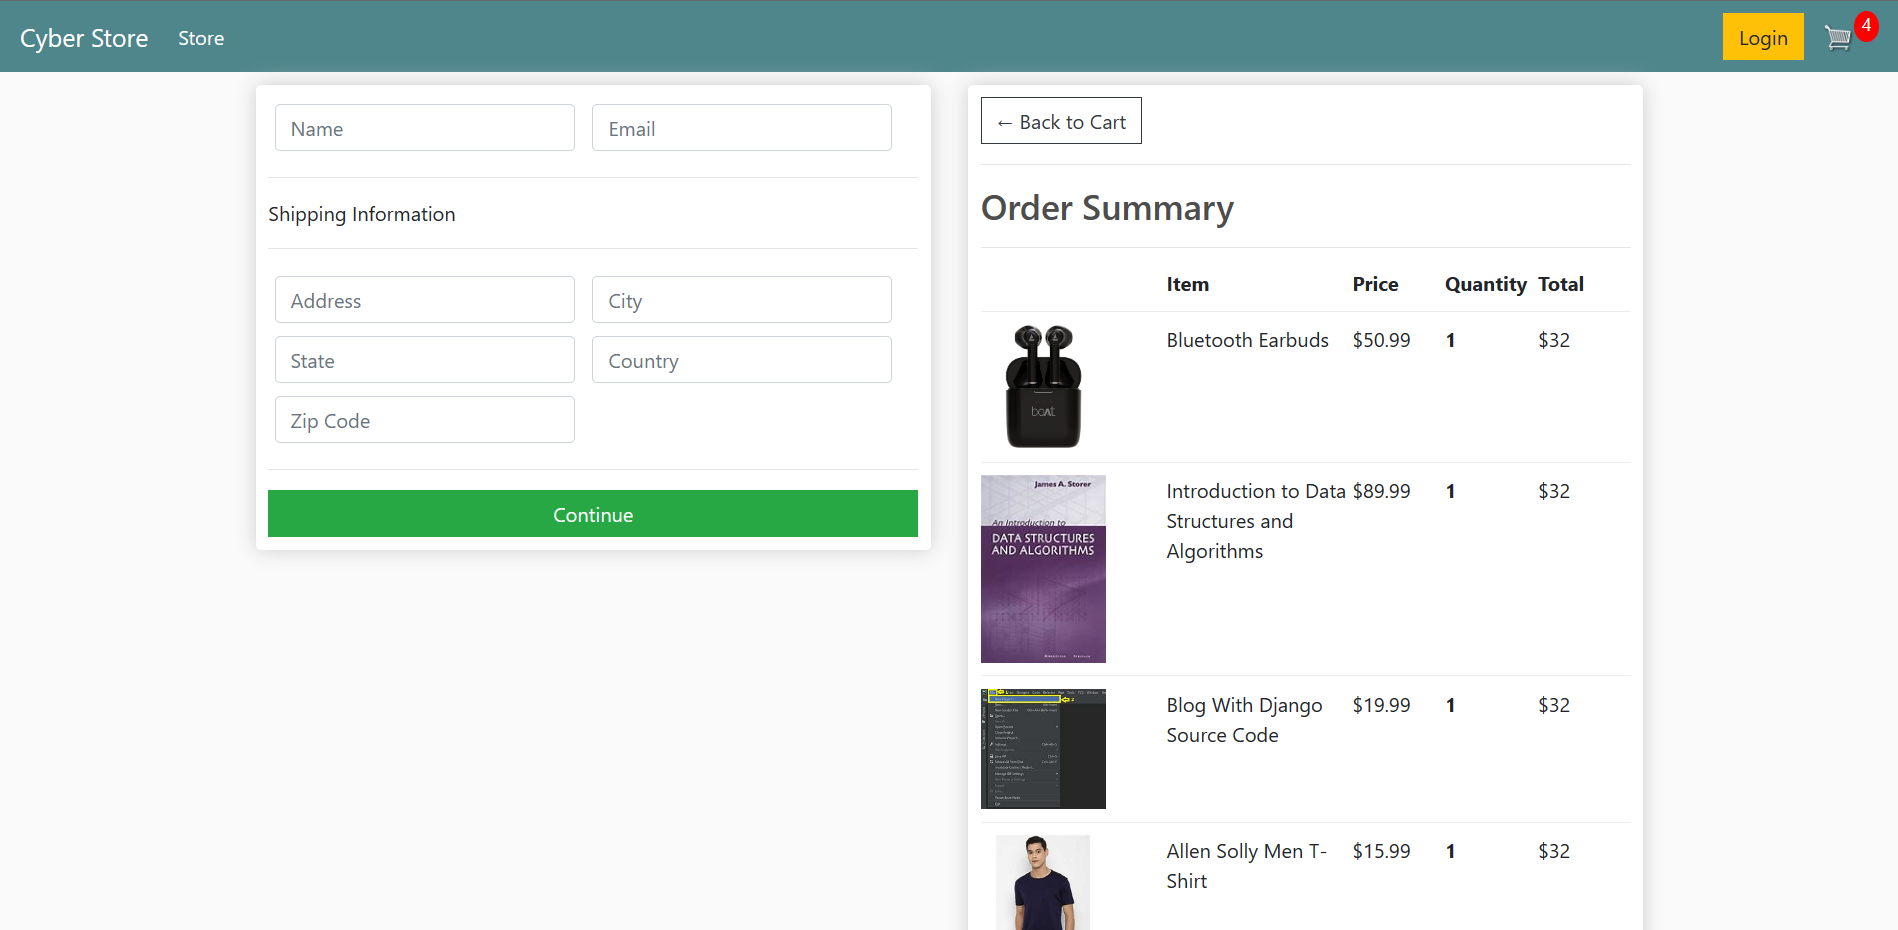 Cyber Store Store Login 4
Name Email
Shipping Information
Address City
State Country
Zip Code
Continue
← Back to Cart
Order Summary
Item Price Quantity Total
boAt
Bluetooth Earbuds $50.99 1 $32
James A. Storer
An Introduction to
DATA STRUCTURES
AND ALGORITHMS
Introduction to Data $89.99 1 $32
Structures and
Algorithms
Blog With Django $19.99 1 $32
Source Code
Allen Solly Men T- $15.99 1 $32
Shirt